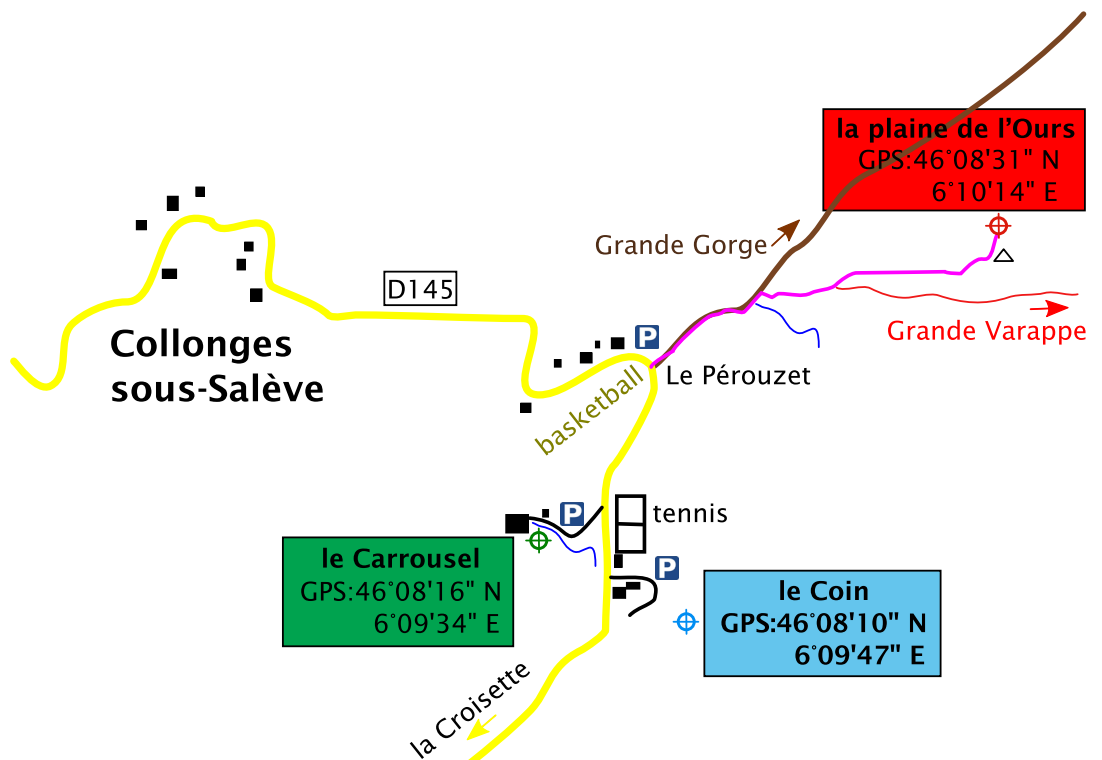 la plaine de l'Ours
GPS:46°08'31" N
6°10'14" E
Grande Gorge
D145
Grande Varappe
Collonges
sous-Salève
P
Le Pérouzet
basketball
P
tennis
le Carrousel
GPS:46°08'16" N
6°09'34" E
P
le Coin
GPS:46°08'10" N
6°09'47" E
la Croisette